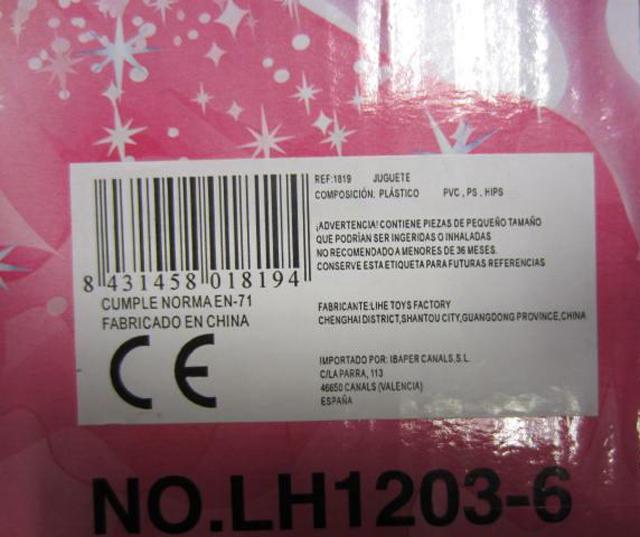 REF:1819 JUGUETE
COMPOSICIÓN: PLÁSTICO PVC , PS , HIPS
¡ADVERTENCIA! CONTIENE PIEZAS DE PEQUEÑO TAMAÑO
QUE PODRÍAN SER INGERIDAS O INHALADAS
NO RECOMENDADO A MENORES DE 36 MESES.
CONSERVE ESTA ETIQUETA PARA FUTURAS REFERENCIAS
8 431458 018194
CUMPLE NORMA EN-71
FABRICADO EN CHINA
CE
FABRICANTE: LIHE TOYS FACTORY
CHENGHAI DISTRICT, SHANTOU CITY, GUANGDONG PROVINCE, CHINA
IMPORTADO POR: IBAPER CANALS, S.L.
C/LA PARRA, 113
46650 CANALS (VALENCIA)
ESPAÑA
NO.LH1203-6